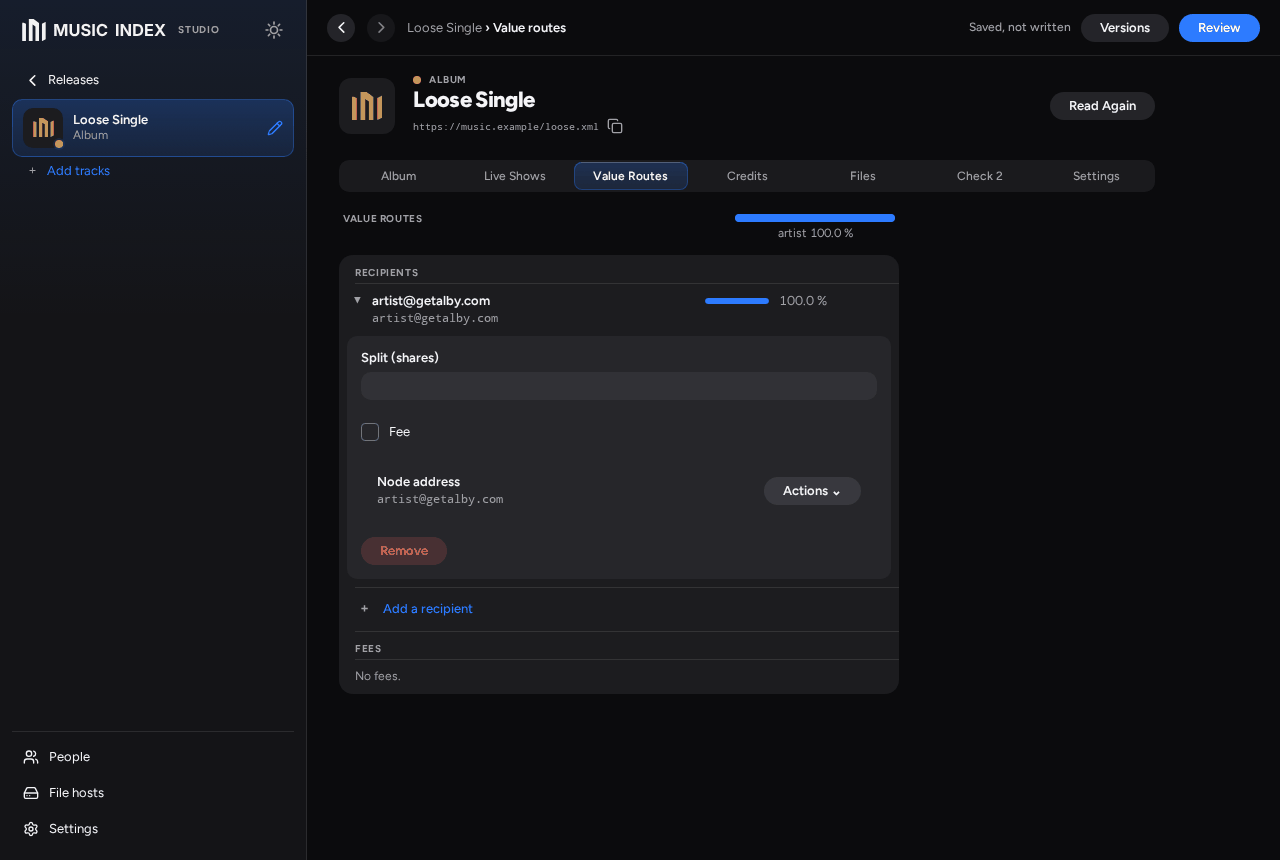 MUSIC INDEX STUDIO
Releases
Loose Single
Album
+ Add tracks
People
File hosts
Settings
Loose Single › Value routes
Saved, not written
Versions
Review
ALBUM
Loose Single
https://music.example/loose.xml
Read Again
Album
Live Shows
Value Routes
Credits
Files
Check 2
Settings
VALUE ROUTES
artist 100.0 %
RECIPIENTS
▼ artist@getalby.com
100.0 %
artist@getalby.com
Split (shares)
Fee
Node address
artist@getalby.com
Actions ⌄
Remove
+ Add a recipient
FEES
No fees.